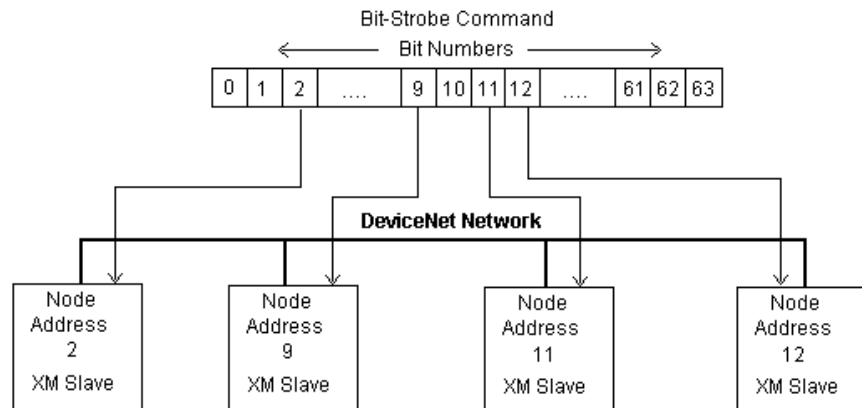 Bit-Strobe Command
Bit Numbers
0 1 2 .... 9 10 11 12 .... 61 62 63
DeviceNet Network
Node Address 2 XM Slave
Node Address 9 XM Slave
Node Address 11 XM Slave
Node Address 12 XM Slave